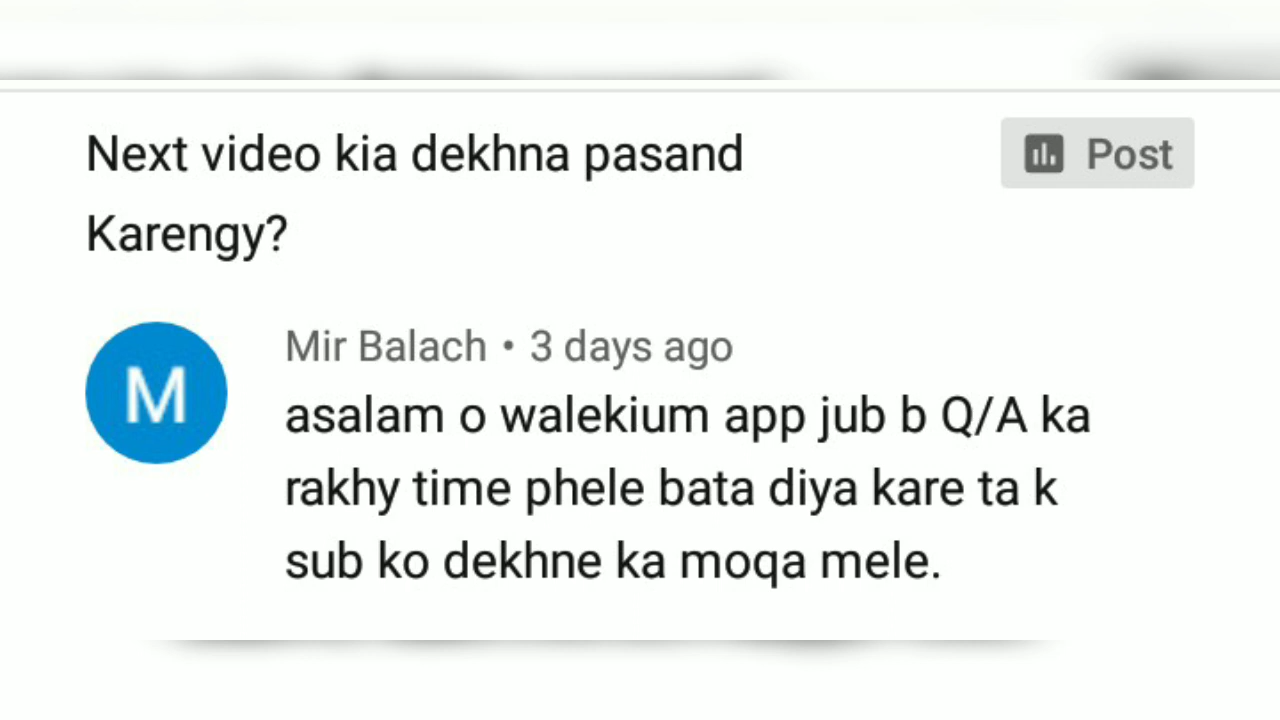 Next video kia dekhna pasand
Karengy?
Post
M
Mir Balach • 3 days ago
asalam o walekium app jub b Q/A ka
rakhy time phele bata diya kare ta k
sub ko dekhne ka moqa mele.